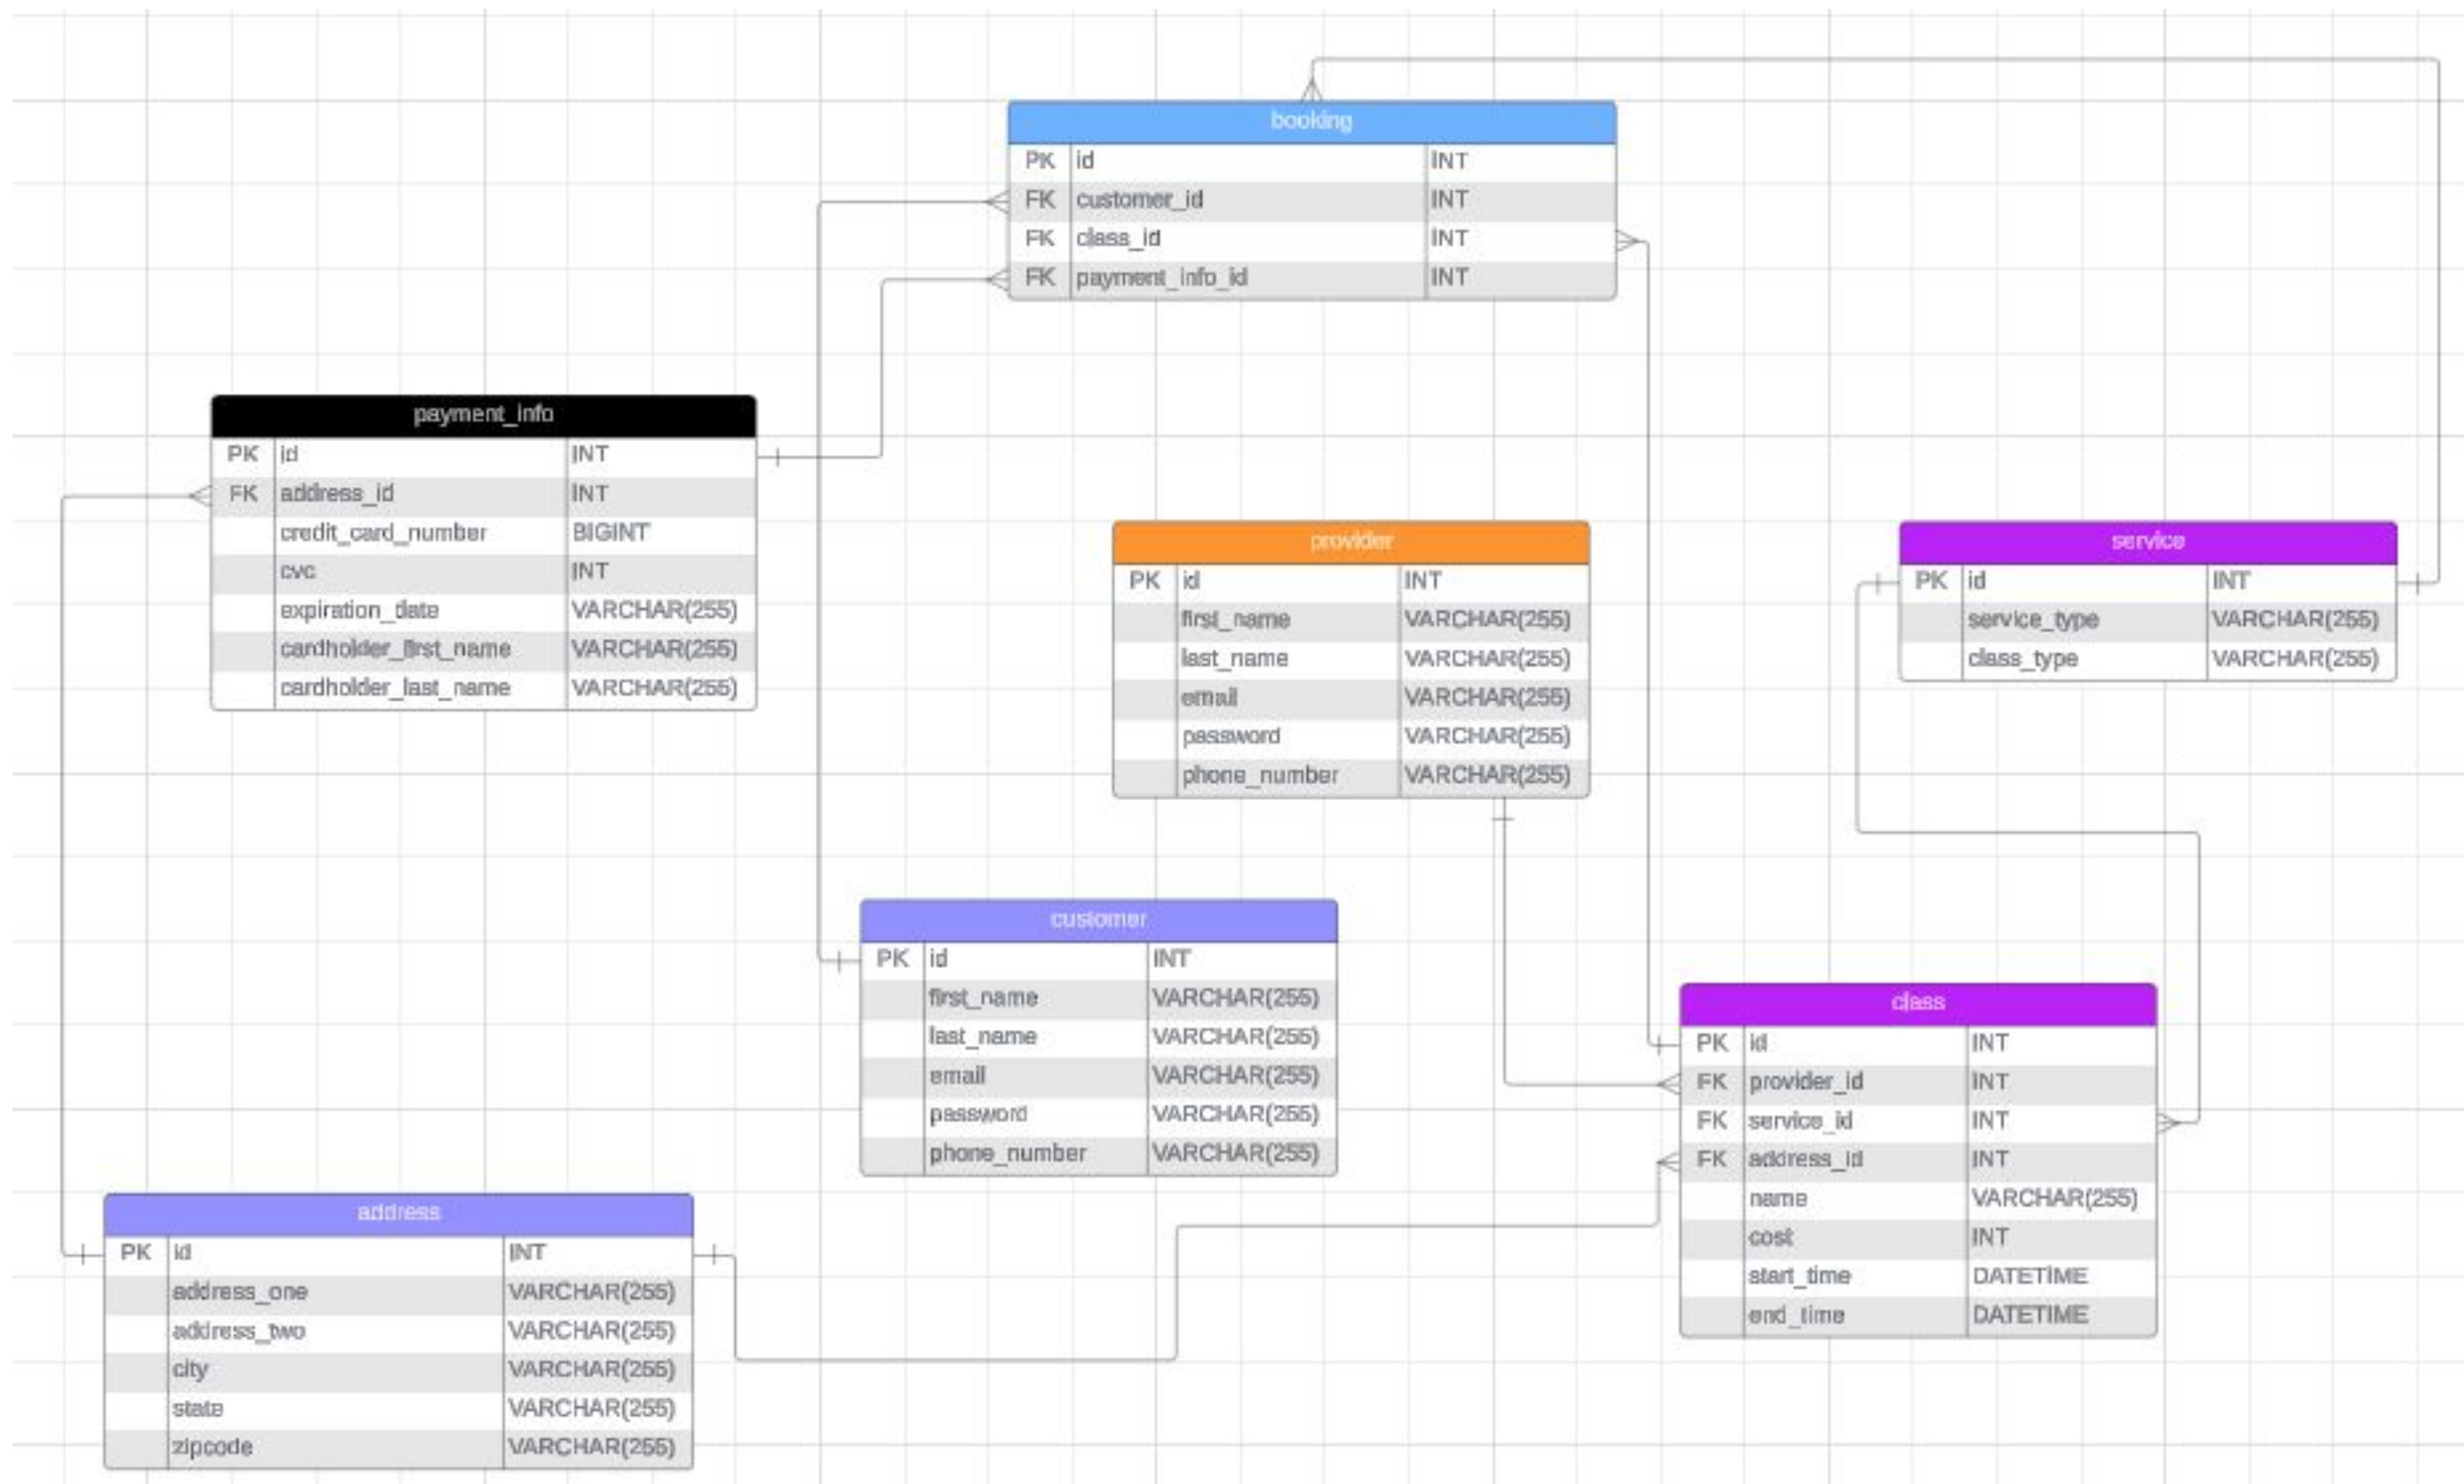 booking
PK id INT
FK customer_id INT
FK class_id INT
FK payment_info_id INT
payment_info
PK id INT
FK address_id INT
credit_card_number BIGINT
cvc INT
expiration_date VARCHAR(255)
cardholder_first_name VARCHAR(255)
cardholder_last_name VARCHAR(255)
provider
PK id INT
first_name VARCHAR(255)
last_name VARCHAR(255)
email VARCHAR(255)
password VARCHAR(255)
phone_number VARCHAR(255)
service
PK id INT
service_type VARCHAR(255)
class_type VARCHAR(255)
customer
PK id INT
first_name VARCHAR(255)
last_name VARCHAR(255)
email VARCHAR(255)
password VARCHAR(255)
phone_number VARCHAR(255)
class
PK id INT
FK provider_id INT
FK service_id INT
FK address_id INT
name VARCHAR(255)
cost INT
start_time DATETIME
end_time DATETIME
address
PK id INT
address_one VARCHAR(255)
address_two VARCHAR(255)
city VARCHAR(255)
state VARCHAR(255)
zipcode VARCHAR(255)